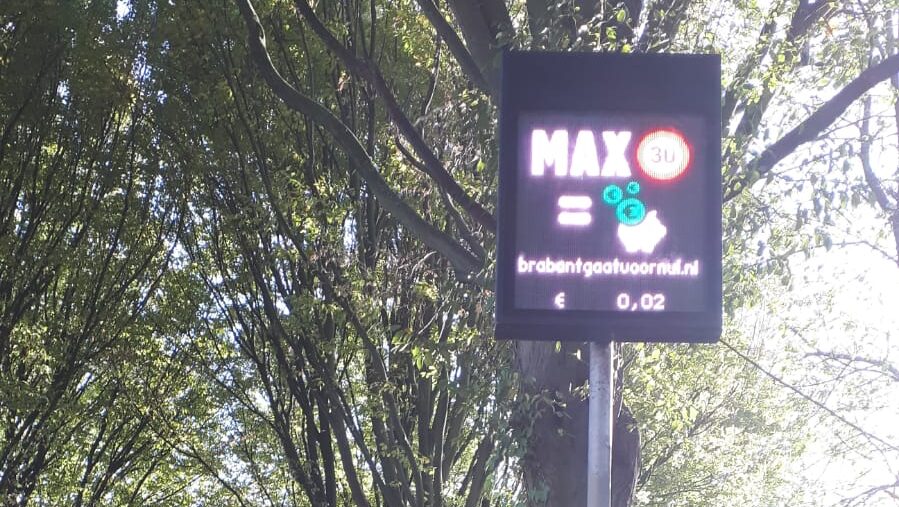 MAX 30
=
€ € €
brabantgaatvoornul.nl
€ 0,02